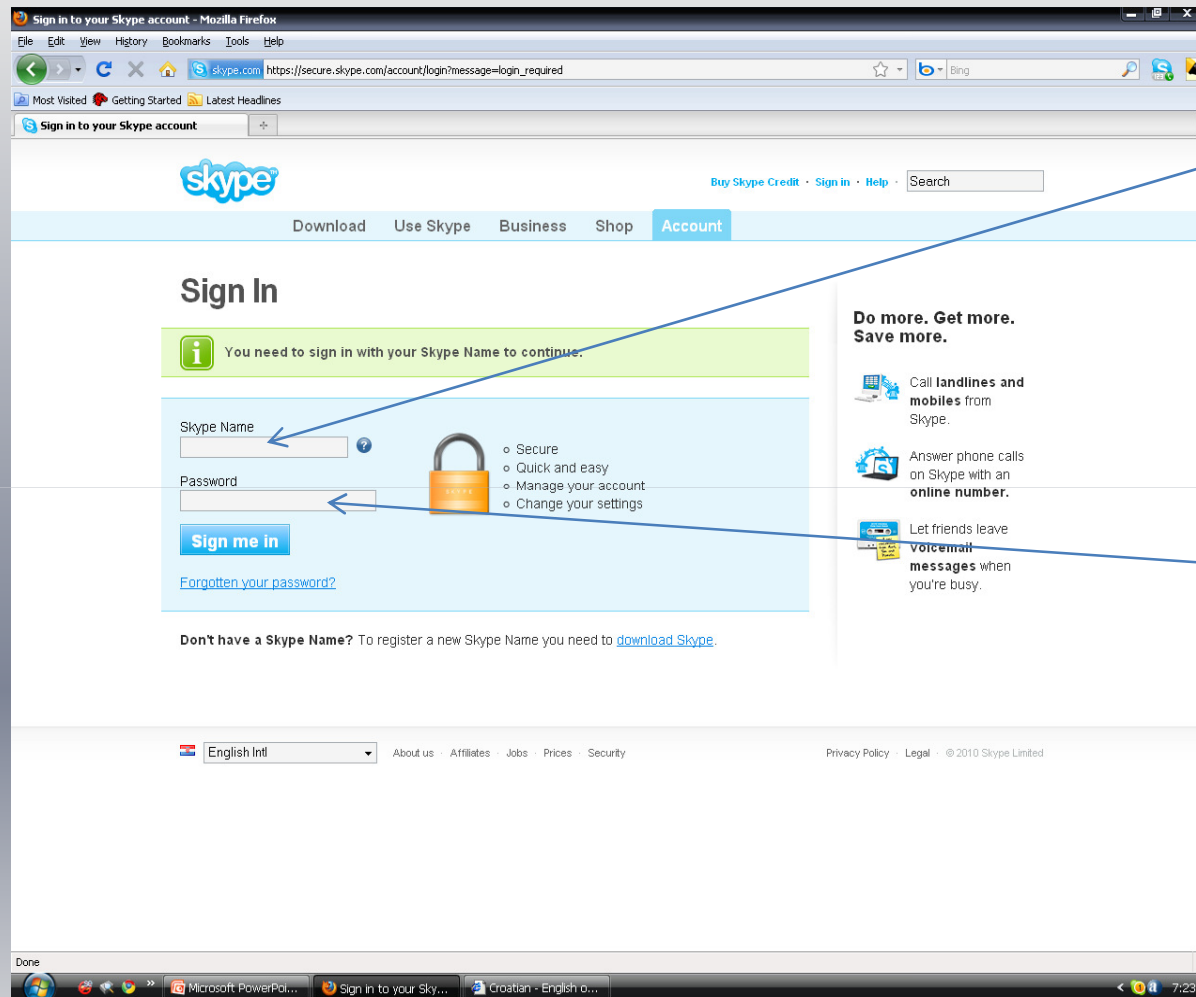 Sign in to your Skype account - Mozilla Firefox
File Edit View History Bookmarks Tools Help
skype.com https://secure.skype.com/account/login?message=login_required
Bing
Most Visited Getting Started Latest Headlines
Sign in to your Skype account
skype
Buy Skype Credit · Sign in · Help · Search
Download Use Skype Business Shop Account
Sign In
You need to sign in with your Skype Name to continue.
Skype Name
Password
Sign me in
Forgotten your password?
SKYPE
Secure
Quick and easy
Manage your account
Change your settings
Don't have a Skype Name? To register a new Skype Name you need to download Skype.
Do more. Get more.
Save more.
Call landlines and
mobiles from
Skype.
Answer phone calls
on Skype with an
online number.
Let friends leave
voicemail
messages when
you're busy.
English Intl
About us · Affiliates · Jobs · Prices · Security
Privacy Policy · Legal · © 2010 Skype Limited
Done
Microsoft PowerPoi... Sign in to your Sky... Croatian - English o... 7:23